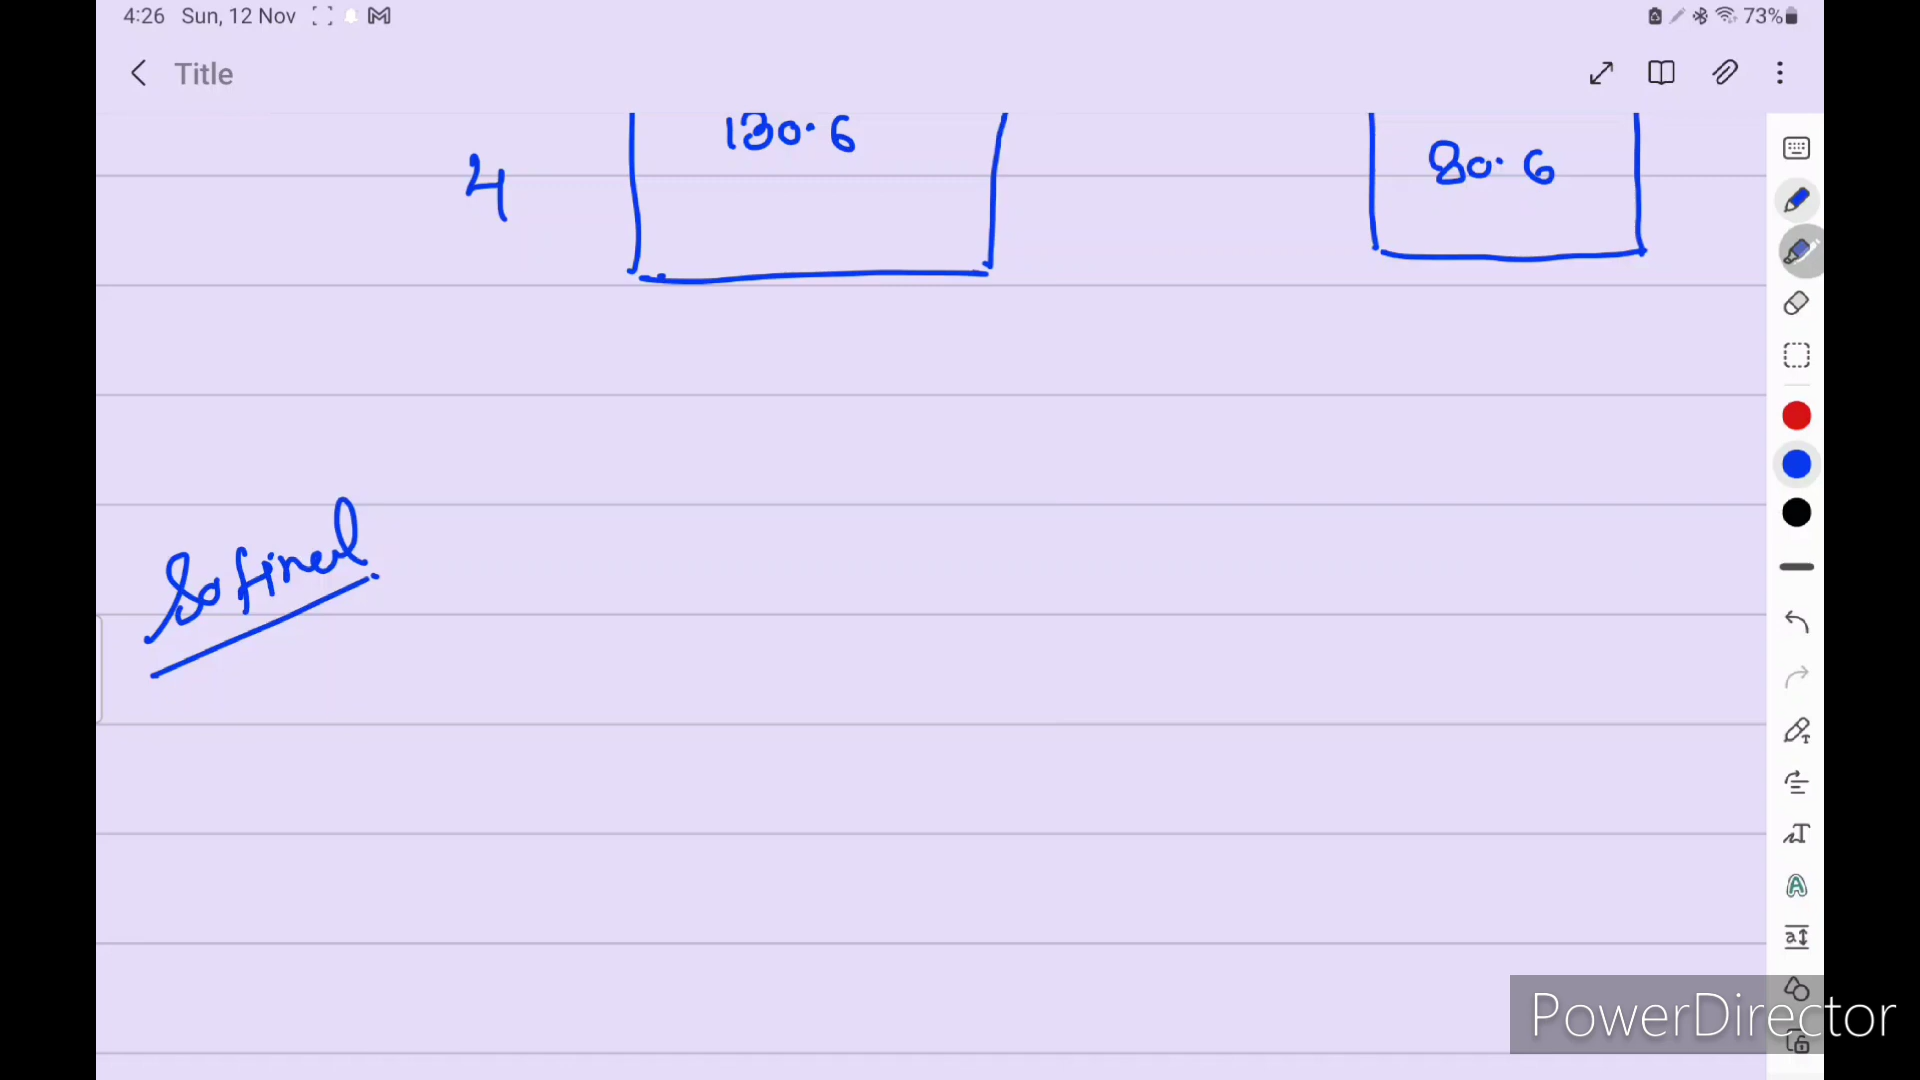 4:26 Sun, 12 Nov 73%
Title
4 130.6 80.6
So final
PowerDirector